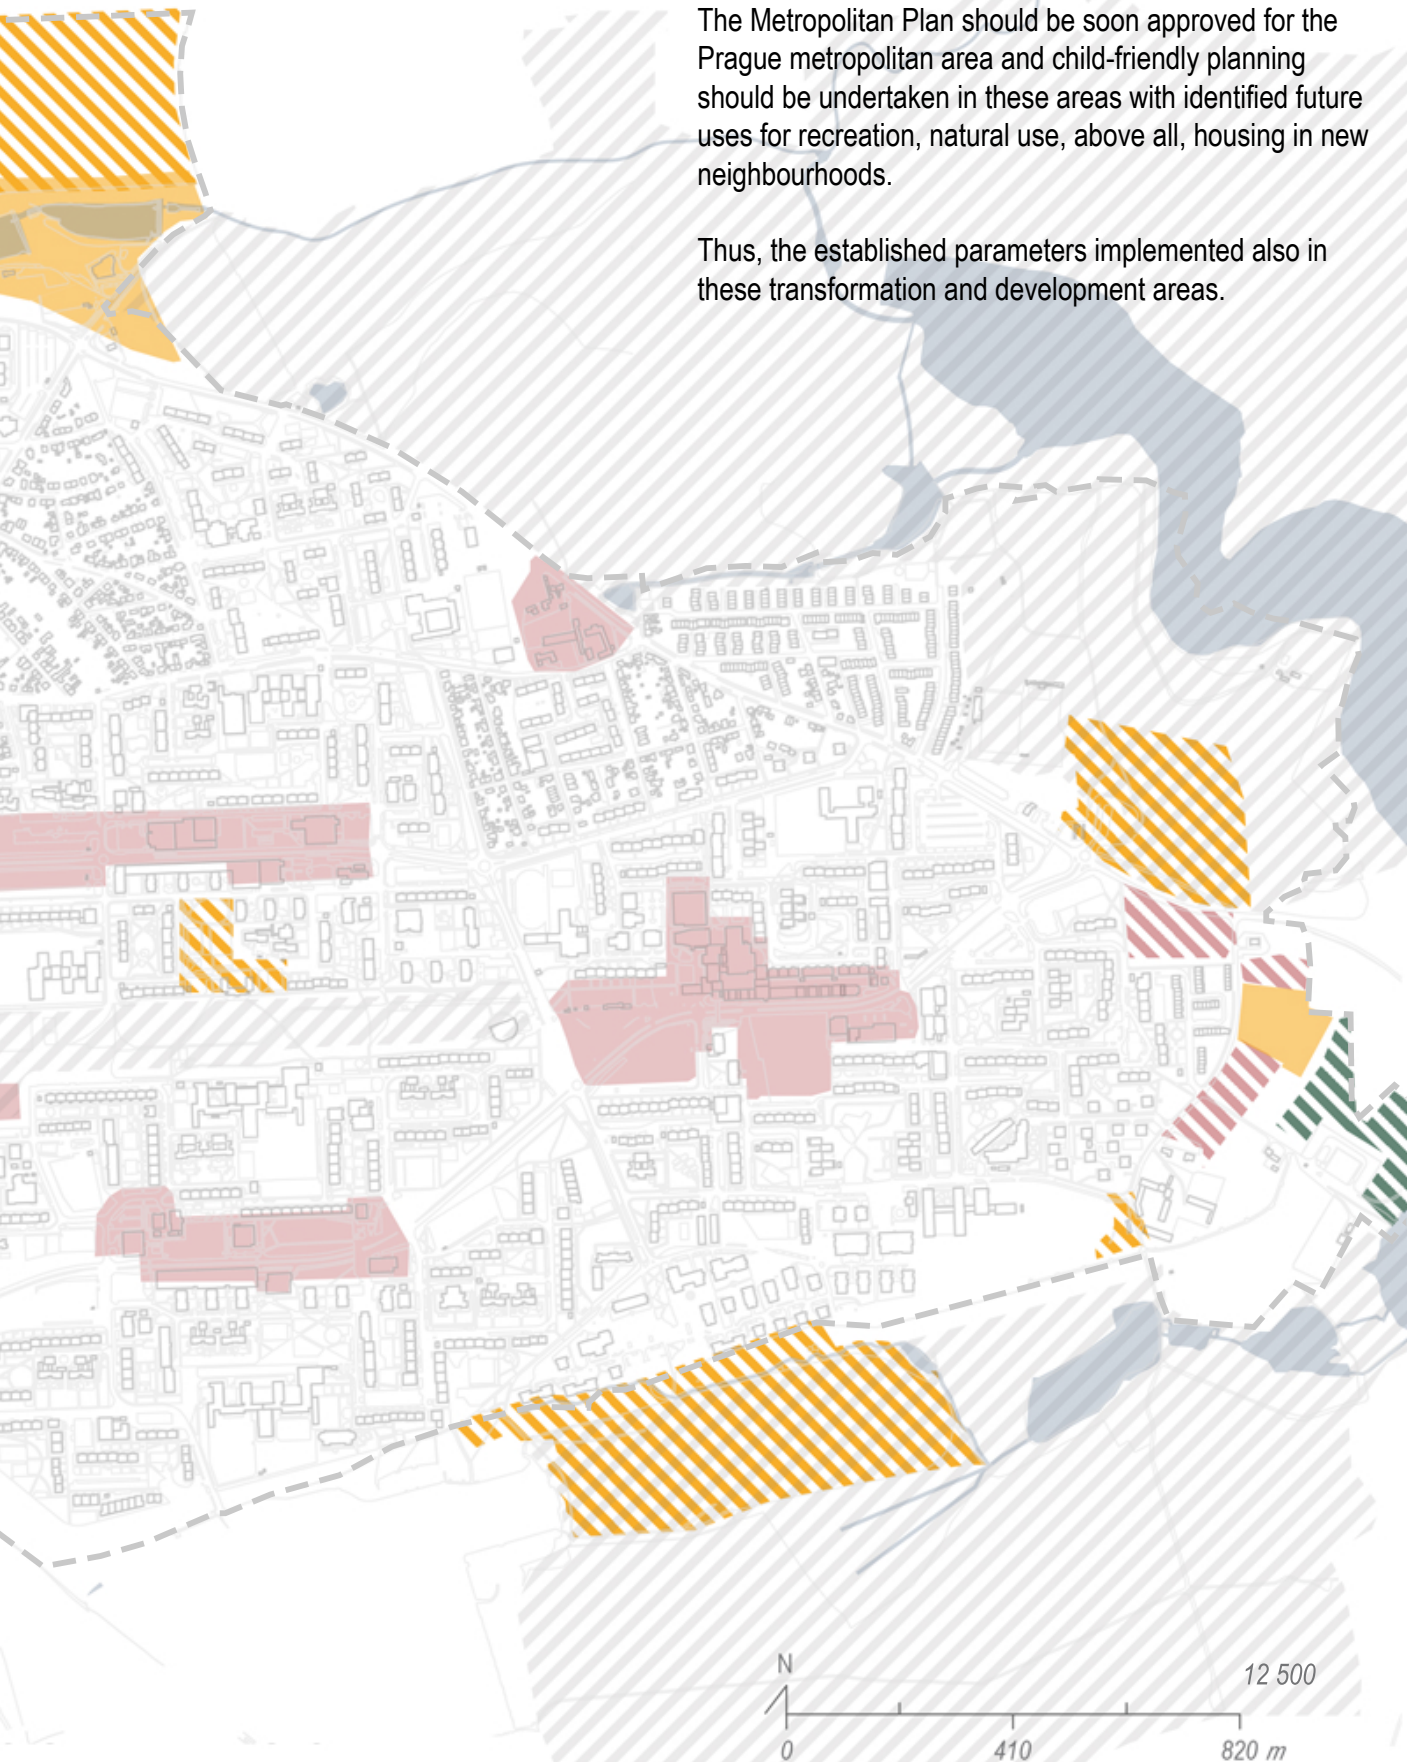 The Metropolitan Plan should be soon approved for the
Prague metropolitan area and child-friendly planning
should be undertaken in these areas with identified future
uses for recreation, natural use, above all, housing in new
neighbourhoods.
Thus, the established parameters implemented also in
these transformation and development areas.
N
12 500
0 410 820 m